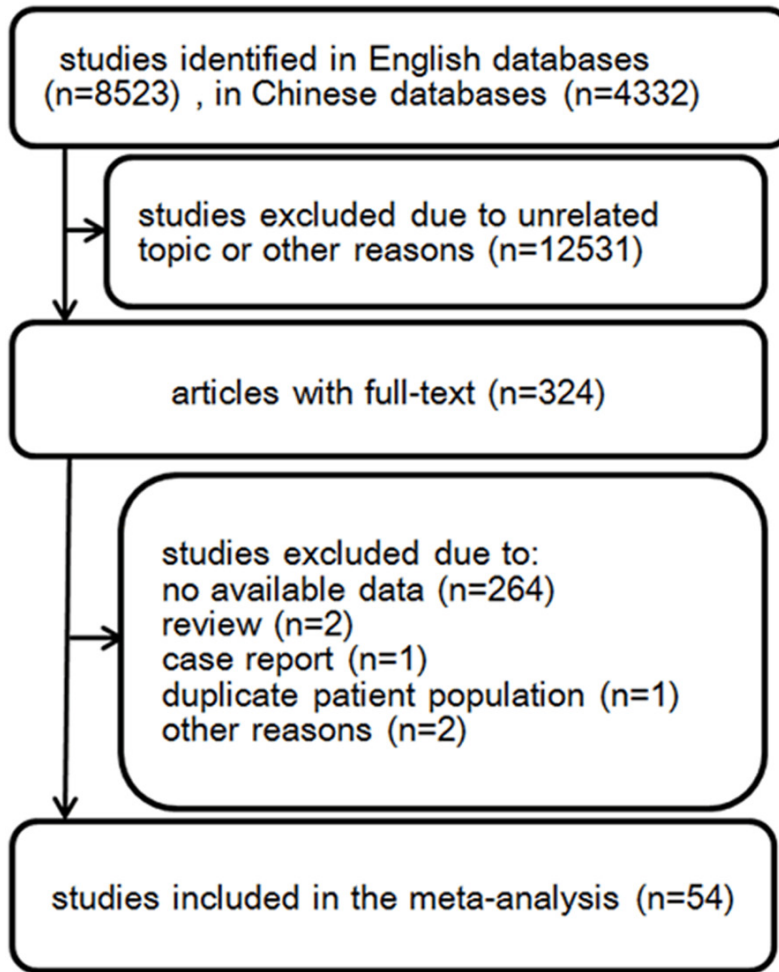 studies identified in English databases
(n=8523) , in Chinese databases (n=4332)
studies excluded due to unrelated
topic or other reasons (n=12531)
articles with full-text (n=324)
studies excluded due to:
no available data (n=264)
review (n=2)
case report (n=1)
duplicate patient population (n=1)
other reasons (n=2)
studies included in the meta-analysis (n=54)